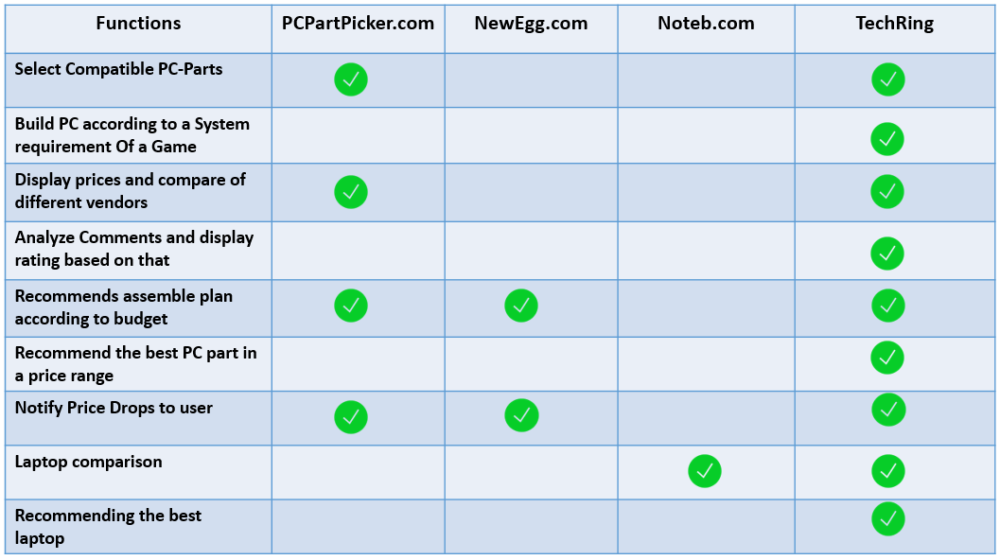 Functions PCPartPicker.com NewEgg.com Noteb.com TechRing
Select Compatible PC-Parts
Build PC according to a System
requirement Of a Game
Display prices and compare of
different vendors
Analyze Comments and display
rating based on that
Recommends assemble plan
according to budget
Recommend the best PC part in
a price range
Notify Price Drops to user
Laptop comparison
Recommending the best
laptop